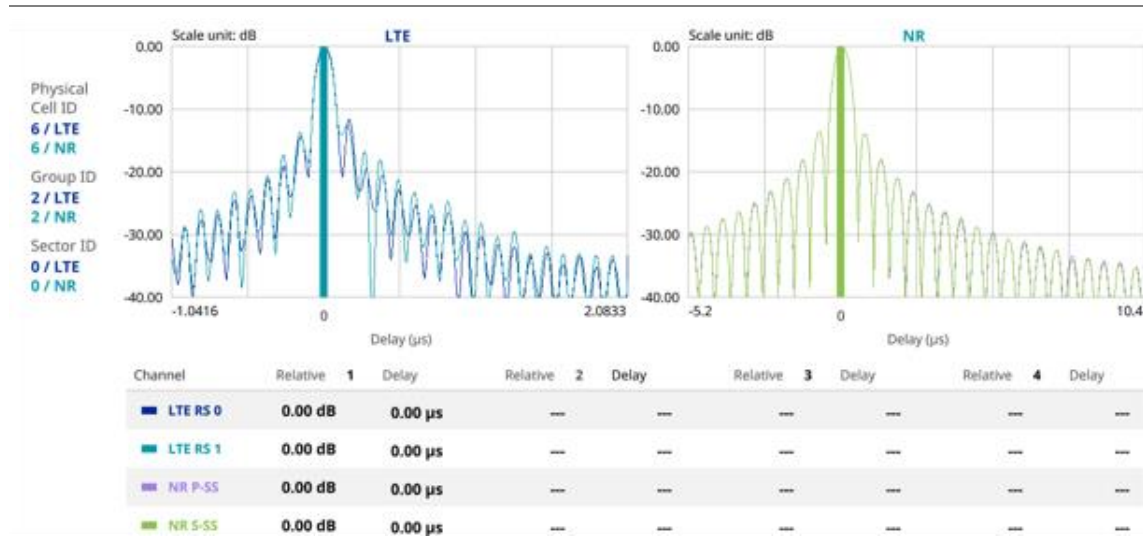 Scale unit: dB LTE
0.00
-10.00
-20.00
-30.00
-40.00
-1.0416 0 2.0833
Delay (μs)
Physical
Cell ID
6 / LTE
6 / NR
Group ID
2 / LTE
2 / NR
Sector ID
0 / LTE
0 / NR
Scale unit: dB NR
0.00
-10.00
-20.00
-30.00
-40.00
-5.2 0 10.4
Delay (μs)
Channel Relative 1 Delay Relative 2 Delay Relative 3 Delay Relative 4 Delay
LTE RS 0 0.00 dB 0.00 μs --- --- --- --- --- ---
LTE RS 1 0.00 dB 0.00 μs --- --- --- --- --- ---
NR P-SS 0.00 dB 0.00 μs --- --- --- --- --- ---
NR S-SS 0.00 dB 0.00 μs --- --- --- --- --- ---